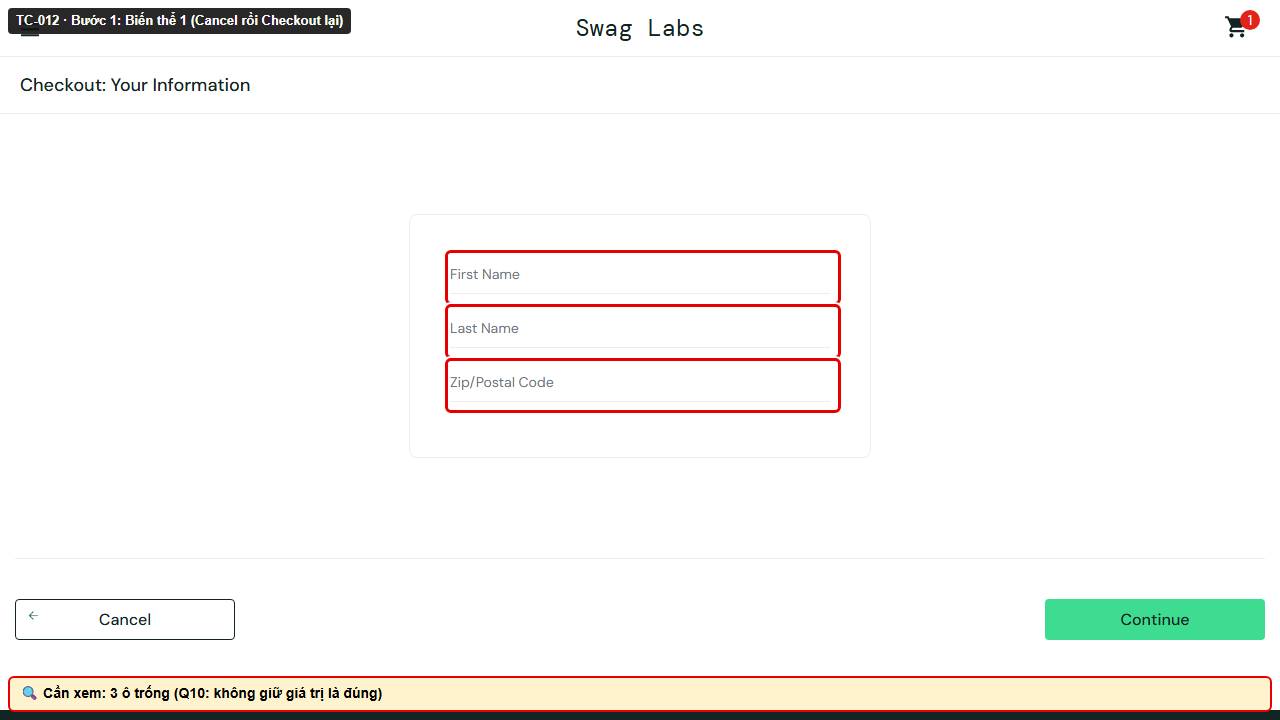 TC-012 · Bước 1: Biến thể 1 (Cancel rồi Checkout lại)
Swag Labs
1
Checkout: Your Information
First Name
Last Name
Zip/Postal Code
Cancel
Continue
Cần xem: 3 ô trống (Q10: không giữ giá trị là đúng)